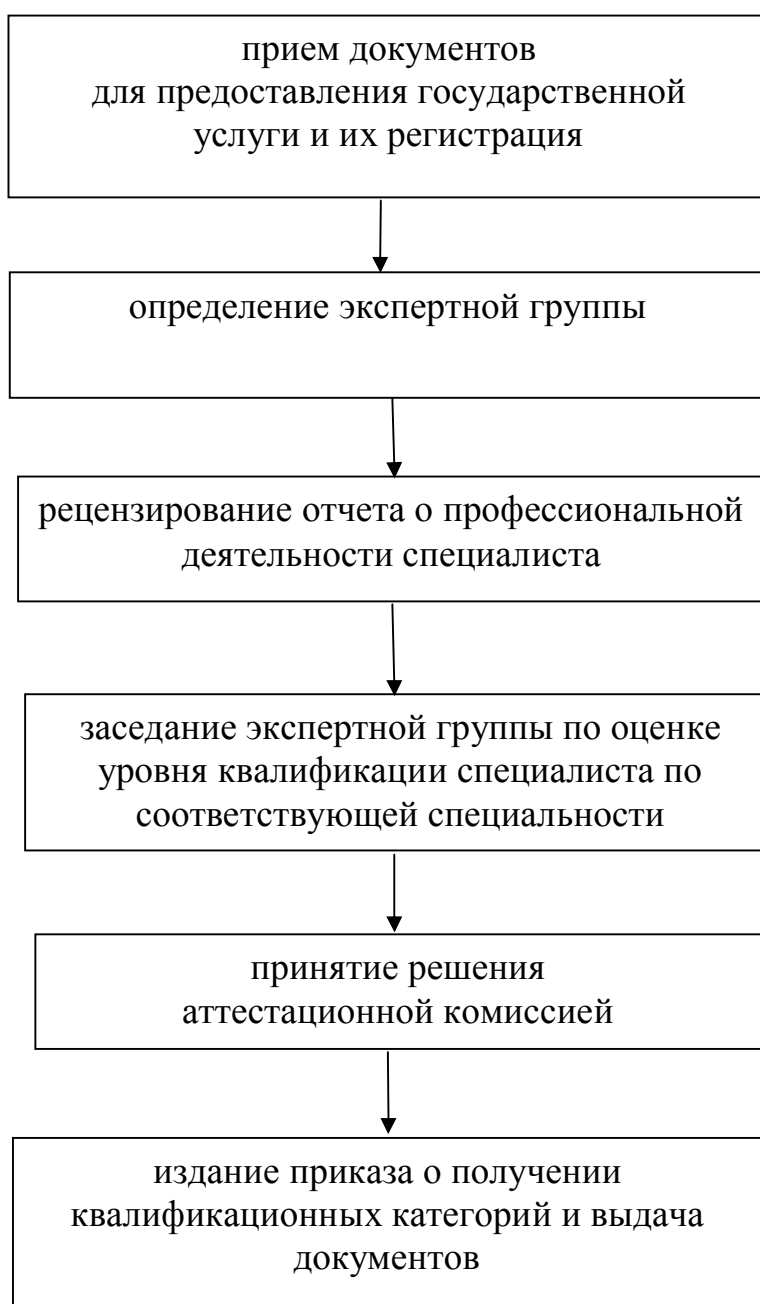 прием документов
для предоставления государственной
услуги и их регистрация
определение экспертной группы
рецензирование отчета о профессиональной
деятельности специалиста
заседание экспертной группы по оценке
уровня квалификации специалиста по
соответствующей специальности
принятие решения
аттестационной комиссией
издание приказа о получении
квалификационных категорий и выдача
документов